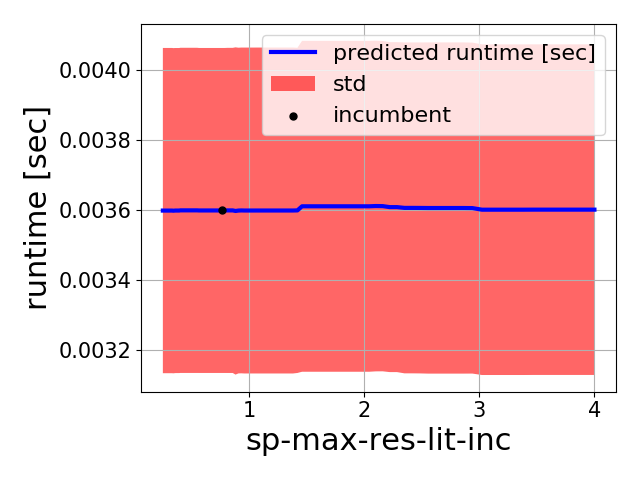 predicted runtime [sec]
std
incumbent
runtime [sec]
0.0040
0.0038
0.0036
0.0034
0.0032
1 2 3 4
sp-max-res-lit-inc